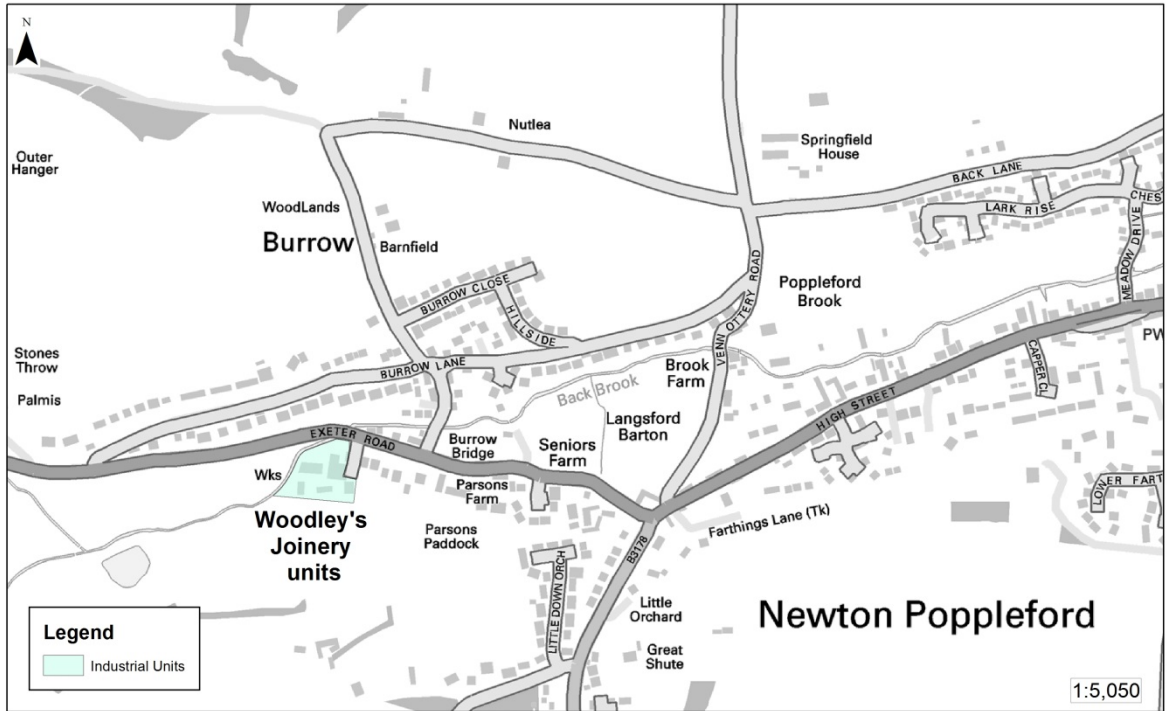 N
Nutlea
Outer
Hanger
Springfield
House
BACK LANE
LARK RISE
CHES
MEADOW DRIVE
WoodLands
Burrow
Barnfield
BURROW CLOSE
HILLSIDE
VENN OTTERY ROAD
Poppleford
Brook
Stones
Throw
Palmis
BURROW LANE
Back Brook
Brook
Farm
PW
CAPPER CL
HIGH STREET
Langsford
Barton
EXETER ROAD
Burrow
Bridge
Seniors
Farm
Wks
Parsons
Farm
LOWER FART
Woodley's
Joinery
units
Parsons
Paddock
Farthings Lane (Tk)
B3178
LITTLE DOWN ORCH
Little
Orchard
Great
Shute
Newton Poppleford
Legend
Industrial Units
1:5,050